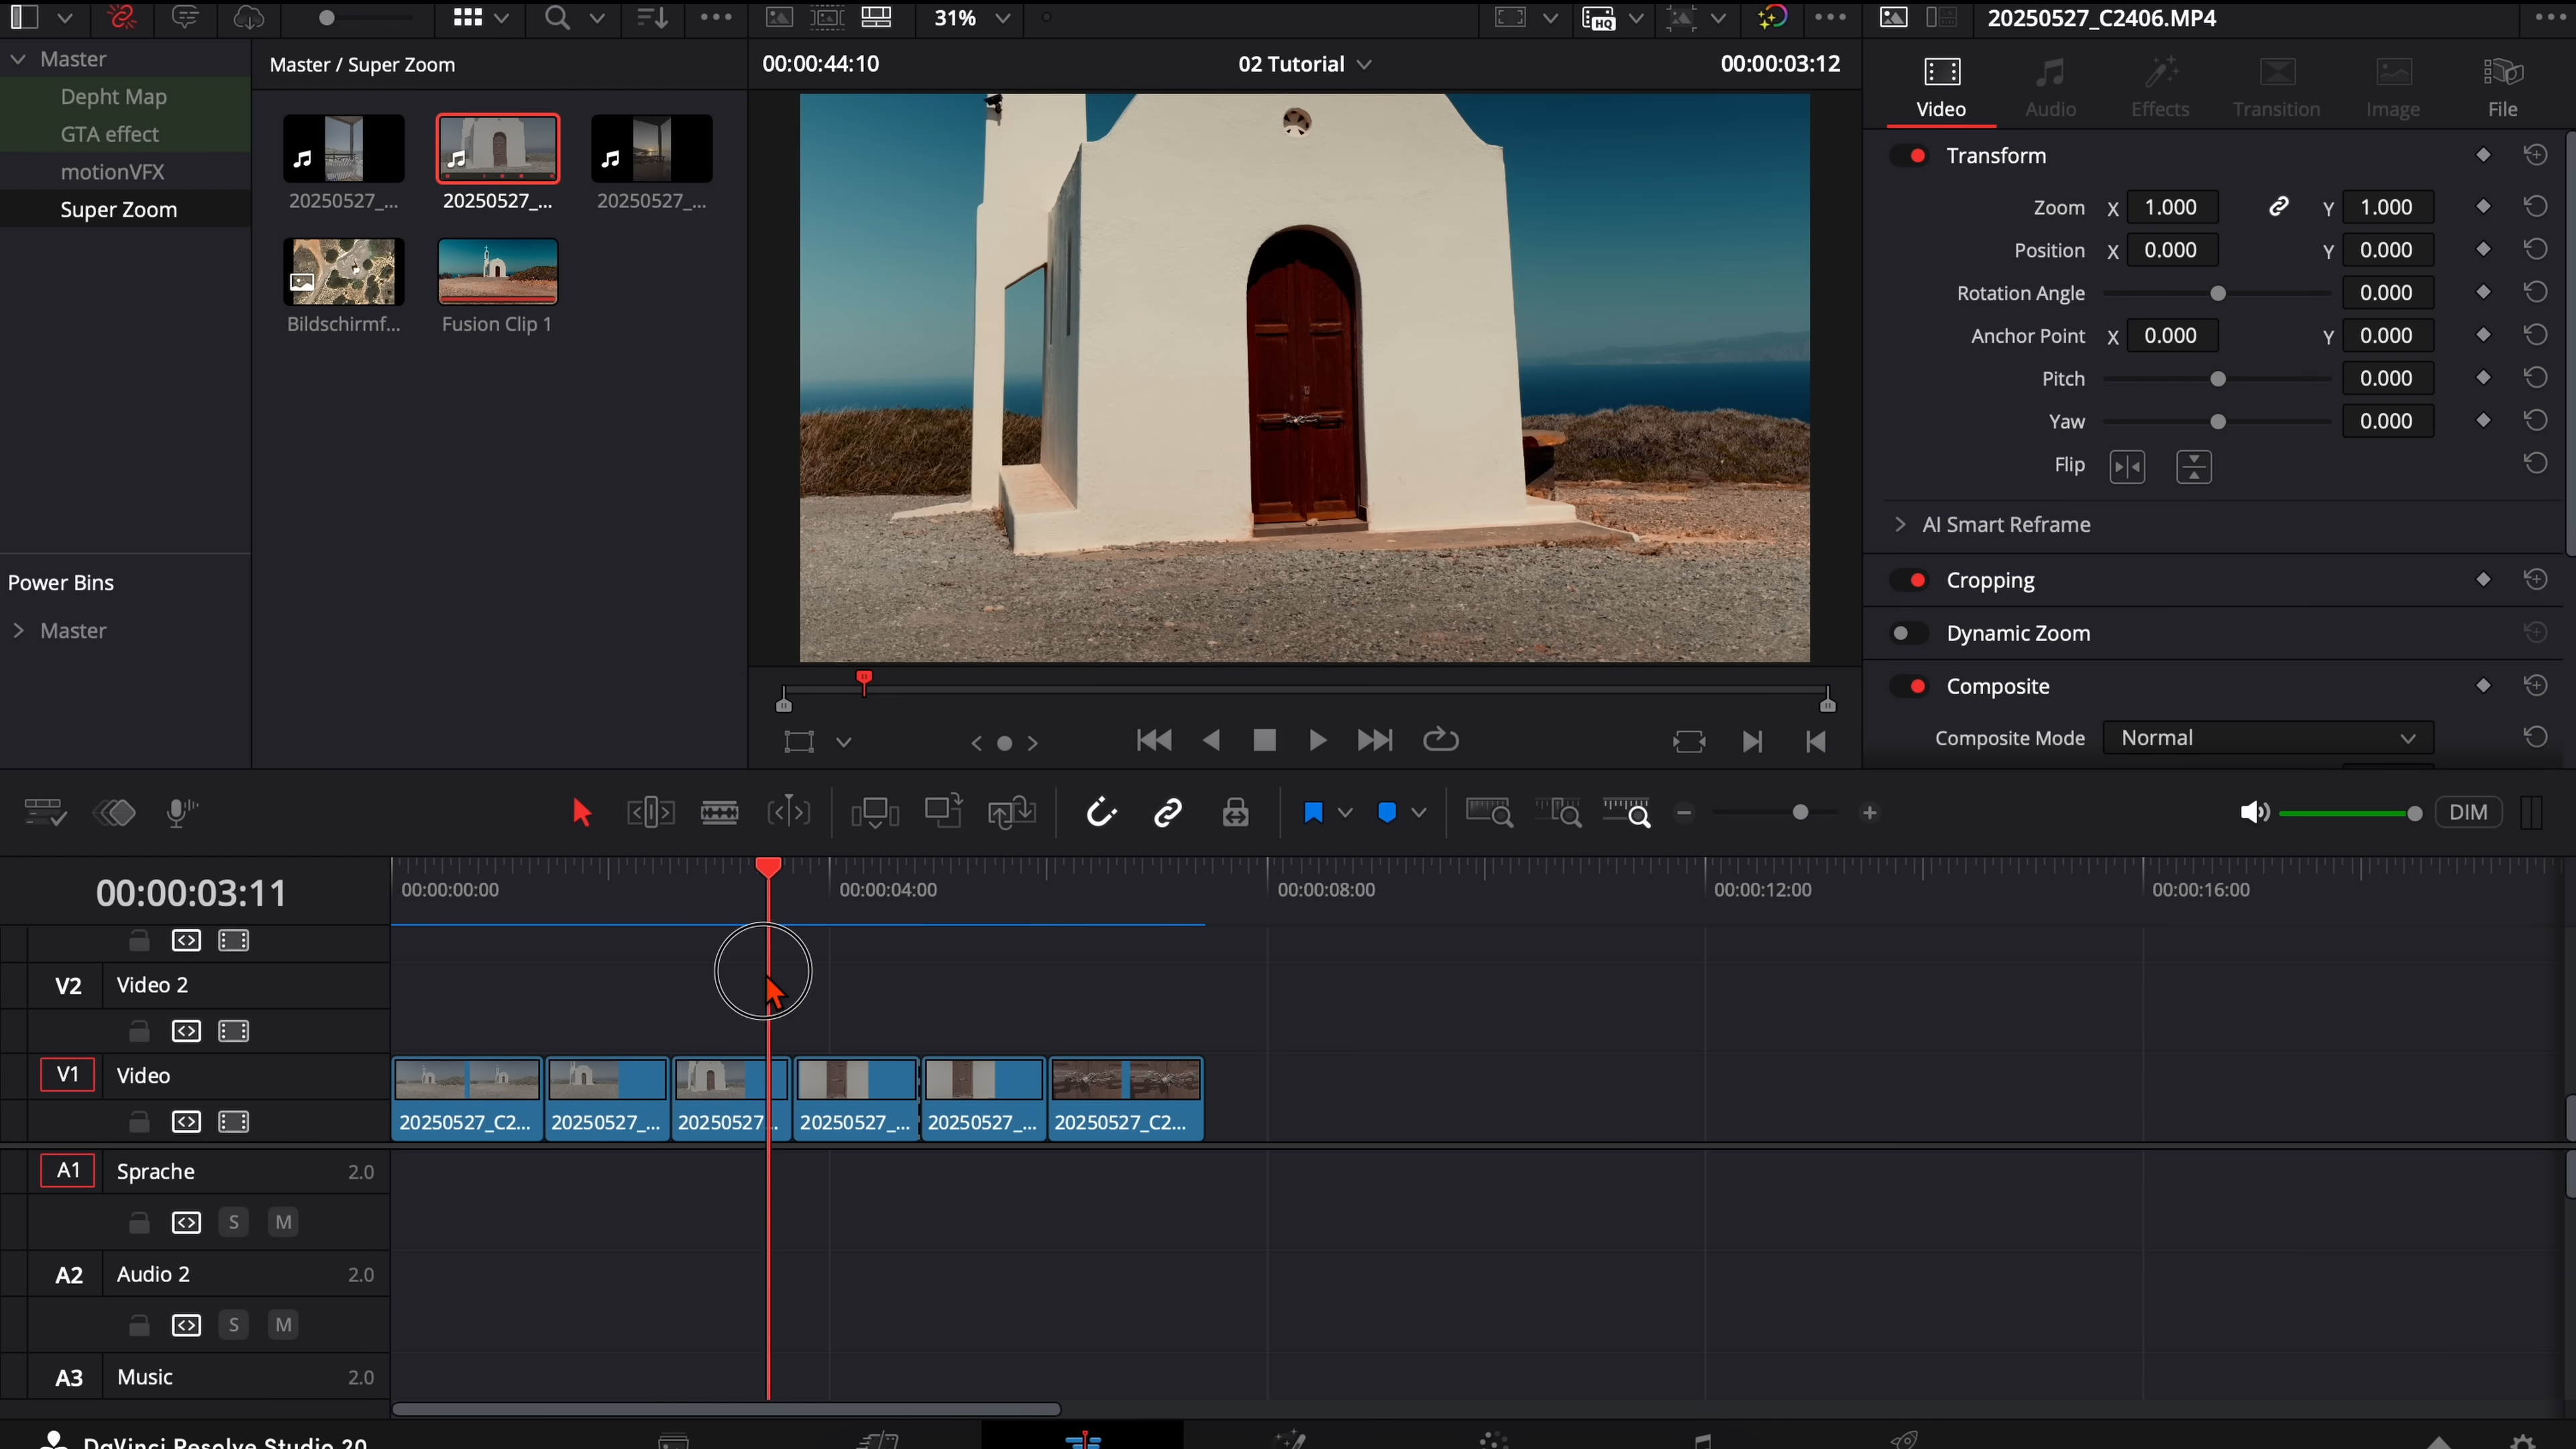 31%
20250527_C2406.MP4
Master
Depht Map
GTA effect
motionVFX
Super Zoom
Master / Super Zoom
20250527_...
20250527_...
20250527_...
Bildschirmf...
Fusion Clip 1
Power Bins
Master
00:00:44:10
02 Tutorial
00:00:03:12
Video
Audio
Effects
Transition
Image
File
Transform
Zoom X 1.000 Y 1.000
Position X 0.000 Y 0.000
Rotation Angle 0.000
Anchor Point X 0.000 Y 0.000
Pitch 0.000
Yaw 0.000
Flip
AI Smart Reframe
Cropping
Dynamic Zoom
Composite
Composite Mode Normal
HQ
DIM
00:00:03:11
00:00:00:00
00:00:04:00
00:00:08:00
00:00:12:00
00:00:16:00
V2 Video 2
V1 Video
20250527_C2...
20250527_...
20250527...
20250527_...
20250527_...
20250527_C2...
A1 Sprache 2.0
S M
A2 Audio 2 2.0
S M
A3 Music 2.0
DaVinci Resolve Studio 20